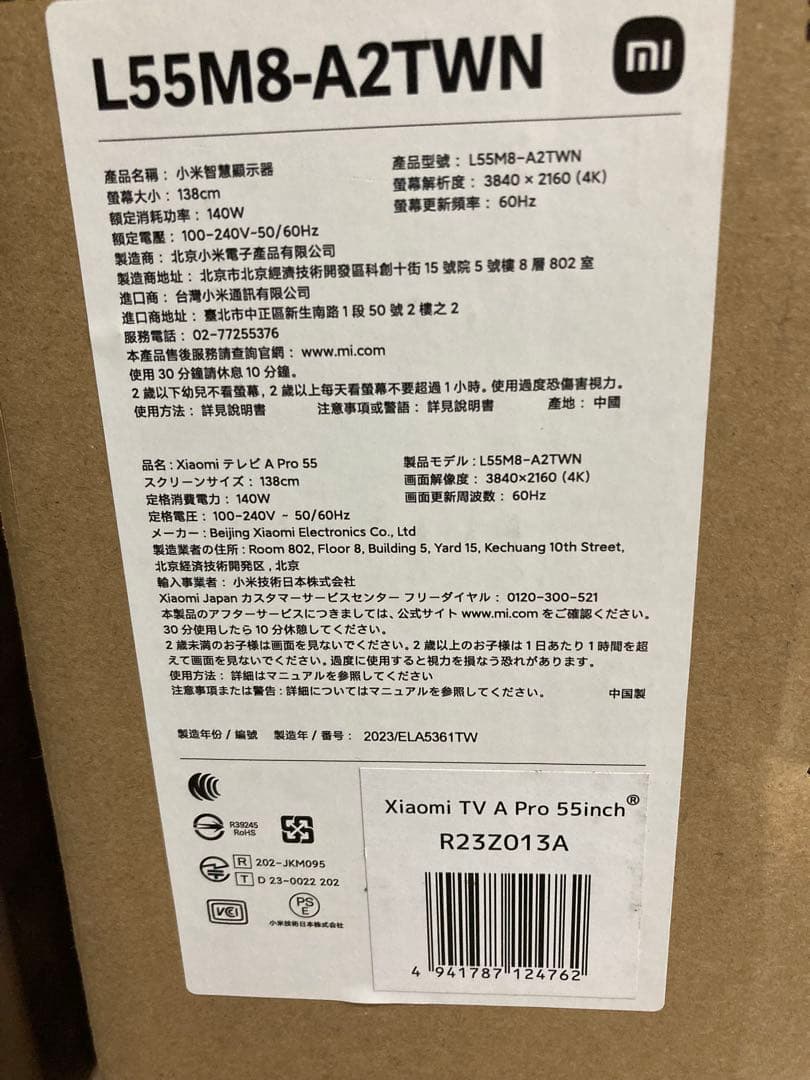 L55M8-A2TWN
mi
產品名稱：小米智慧顯示器
產品型號：L55M8-A2TWN
螢幕大小：138cm
螢幕解析度：3840 × 2160 (4K)
額定消耗功率：140W
螢幕更新頻率：60Hz
額定電壓：100-240V~50/60Hz
製造商：北京小米電子產品有限公司
製造商地址：北京市北京經濟技術開發區科創十街 15 號院 5 號樓 8 層 802 室
進口商：台灣小米通訊有限公司
進口商地址：臺北市中正區新生南路 1 段 50 號 2 樓之 2
服務電話：02-77255376
本產品售後服務請查詢官網：www.mi.com
使用 30 分鐘請休息 10 分鐘。
2 歲以下幼兒不看螢幕，2 歲以上每天看螢幕不要超過 1 小時。使用過度恐傷害視力。
使用方法：詳見說明書 注意事項或警語：詳見說明書 產地：中國
品名：Xiaomi テレビ A Pro 55
製品モデル：L55M8-A2TWN
スクリーンサイズ：138cm
画面解像度：3840×2160 (4K)
定格消費電力：140W
画面更新周波数：60Hz
定格電圧：100-240V ~ 50/60Hz
メーカー：Beijing Xiaomi Electronics Co., Ltd
製造業者の住所：Room 802, Floor 8, Building 5, Yard 15, Kechuang 10th Street,
北京経済技術開発区，北京
輸入事業者：小米技術日本株式会社
Xiaomi Japan カスタマーサービスセンター フリーダイヤル：0120-300-521
本製品のアフターサービスにつきましては、公式サイト www.mi.com をご確認ください。
30 分使用したら 10 分休憩してください。
2 歳未満のお子様は画面を見ないでください。2 歳以上のお子様は 1 日あたり 1 時間を超
えて画面を見ないでください。過度に使用すると視力を損なう恐れがあります。
使用方法：詳細はマニュアルを参照してください
注意事項または警告：詳細についてはマニュアルを参照してください。 中国製
製造年份 / 編號 製造年 / 番号：2023/ELA5361TW
R39245
RoHS
R 202-JKM095
T D 23-0022 202
VCCI
PS
E
小米技術日本株式会社
Xiaomi TV A Pro 55inch®
R23Z013A
4 941787 124762